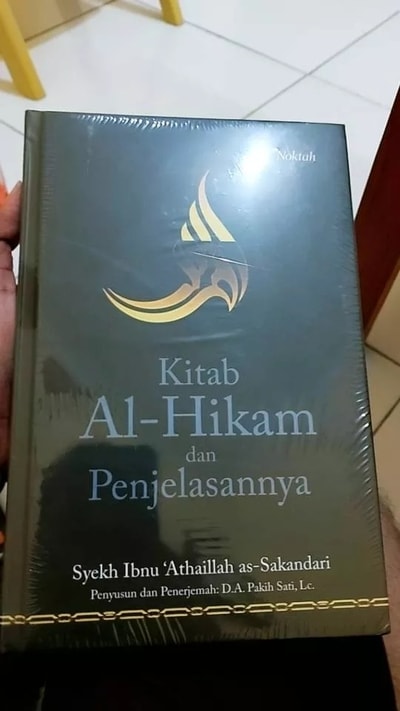 Noktah
Kitab
Al-Hikam
dan
Penjelasannya
Syekh Ibnu ‘Athaillah as-Sakandari
Penyusun dan Penerjemah: D.A. Pakih Sati, Lc.